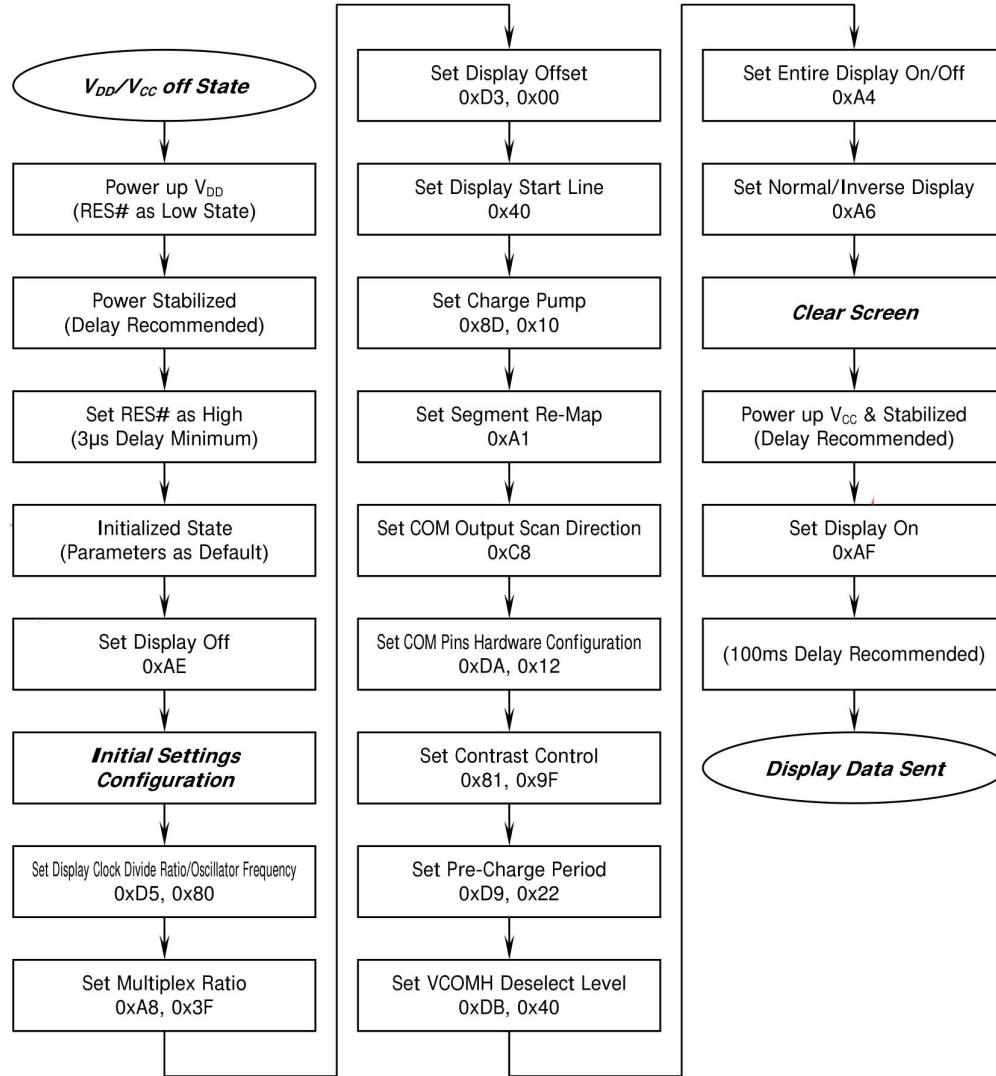 V_DD/V_CC off State
Power up V_DD
(RES# as Low State)
Power Stabilized
(Delay Recommended)
Set RES# as High
(3μs Delay Minimum)
Initialized State
(Parameters as Default)
Set Display Off
0xAE
Initial Settings
Configuration
Set Display Clock Divide Ratio/Oscillator Frequency
0xD5, 0x80
Set Multiplex Ratio
0xA8, 0x3F
Set Display Offset
0xD3, 0x00
Set Display Start Line
0x40
Set Charge Pump
0x8D, 0x10
Set Segment Re-Map
0xA1
Set COM Output Scan Direction
0xC8
Set COM Pins Hardware Configuration
0xDA, 0x12
Set Contrast Control
0x81, 0x9F
Set Pre-Charge Period
0xD9, 0x22
Set VCOMH Deselect Level
0xDB, 0x40
Set Entire Display On/Off
0xA4
Set Normal/Inverse Display
0xA6
Clear Screen
Power up V_CC & Stabilized
(Delay Recommended)
Set Display On
0xAF
(100ms Delay Recommended)
Display Data Sent